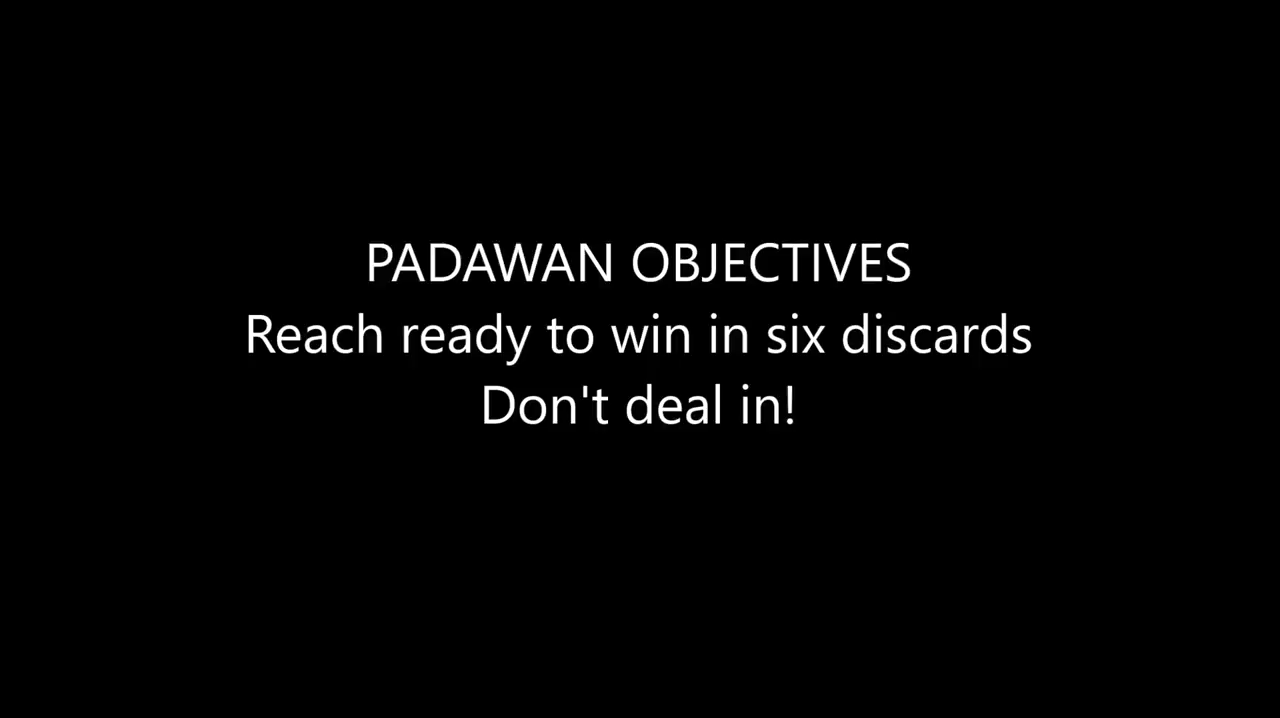 PADAWAN OBJECTIVES
Reach ready to win in six discards
Don't deal in!